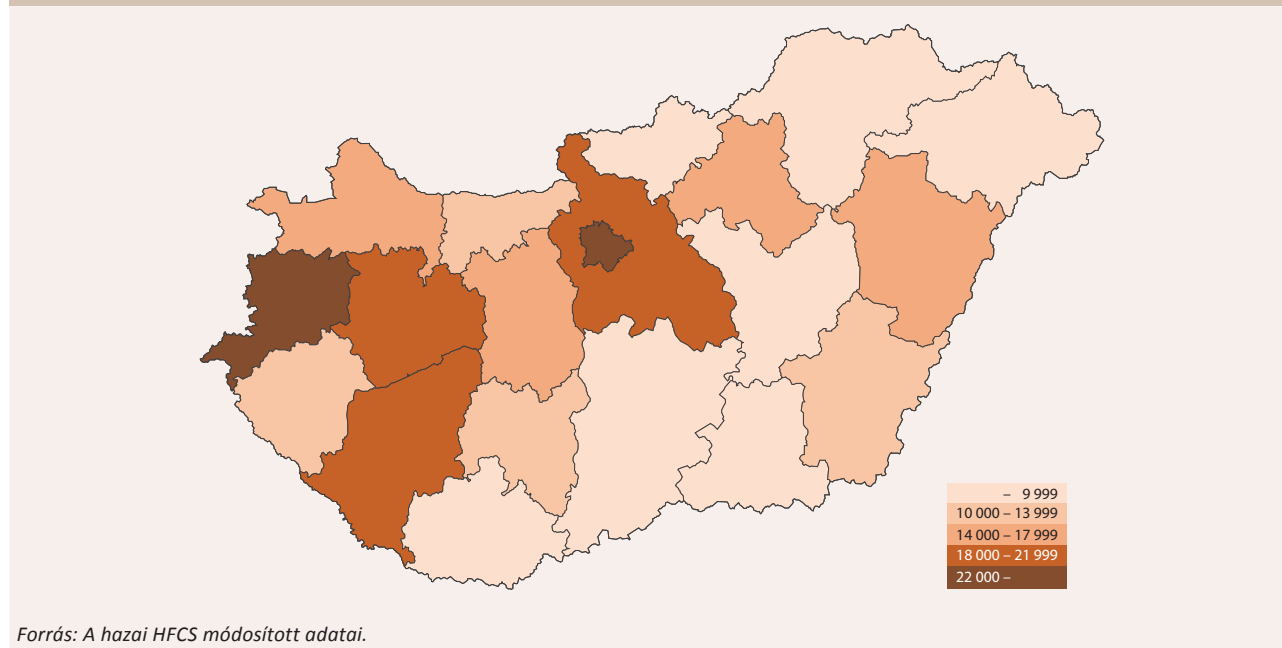 – 9 999
10 000 – 13 999
14 000 – 17 999
18 000 – 21 999
22 000 –
Forrás: A hazai HFCS módosított adatai.